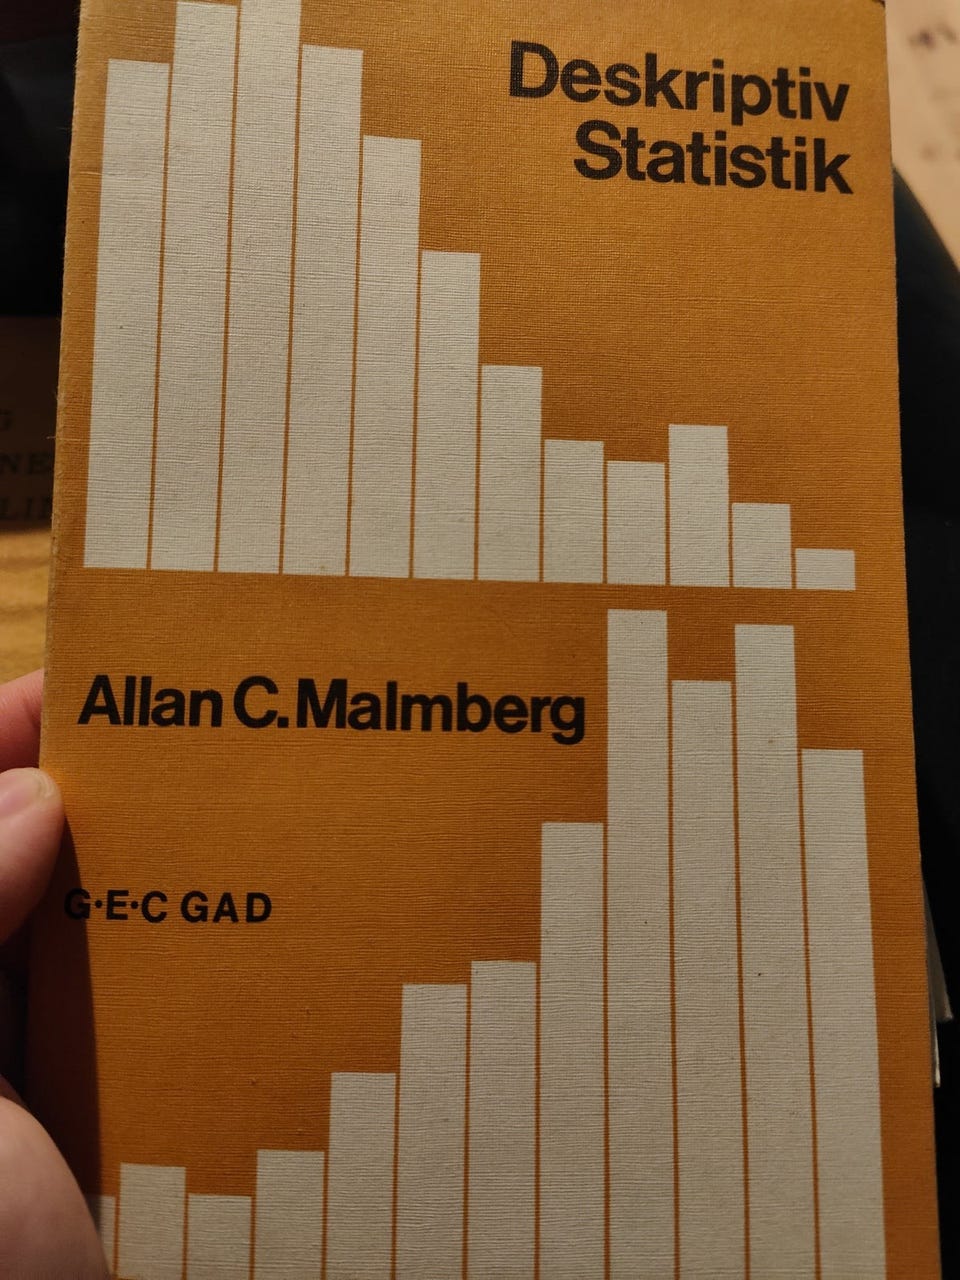 Deskriptiv
Statistik
Allan C. Malmberg
G·E·C GAD